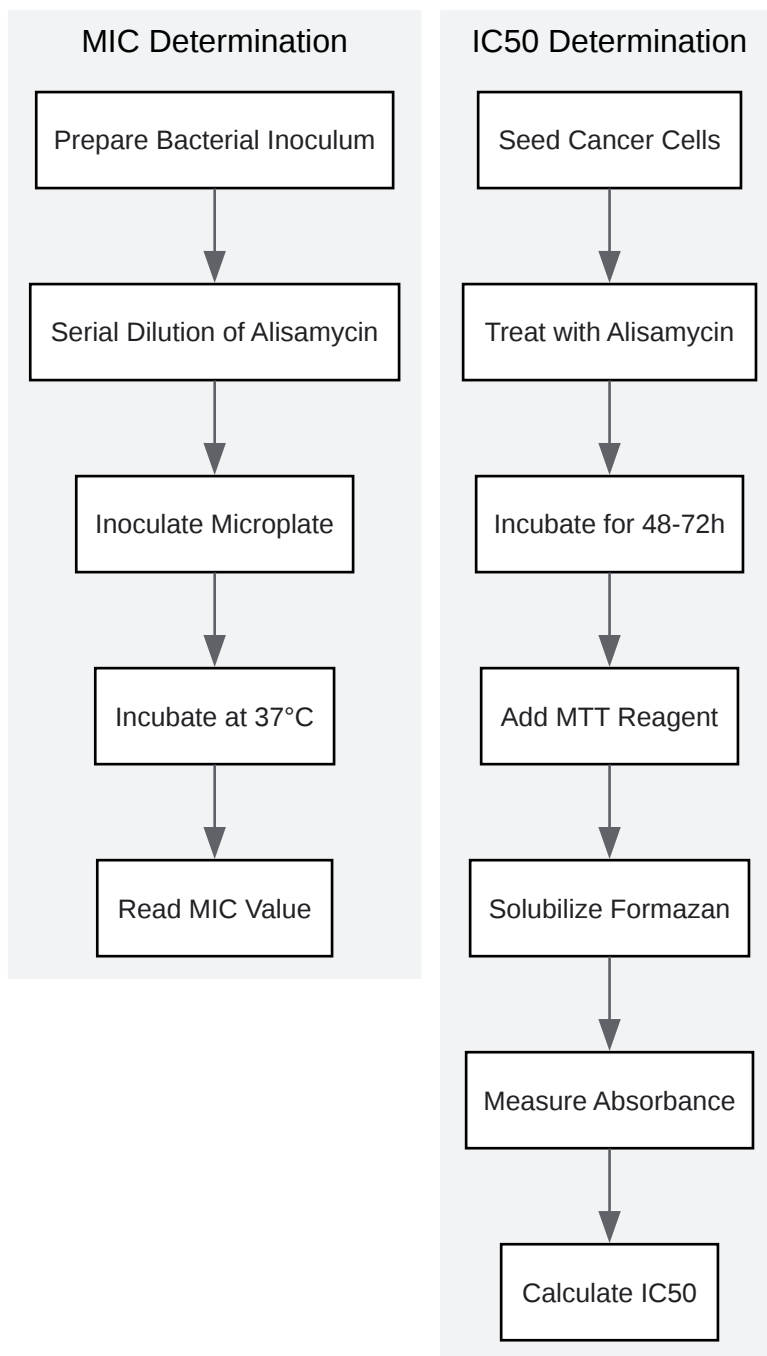 MIC Determination
Prepare Bacterial Inoculum
Serial Dilution of Alisamycin
Inoculate Microplate
Incubate at 37°C
Read MIC Value
IC50 Determination
Seed Cancer Cells
Treat with Alisamycin
Incubate for 48-72h
Add MTT Reagent
Solubilize Formazan
Measure Absorbance
Calculate IC50